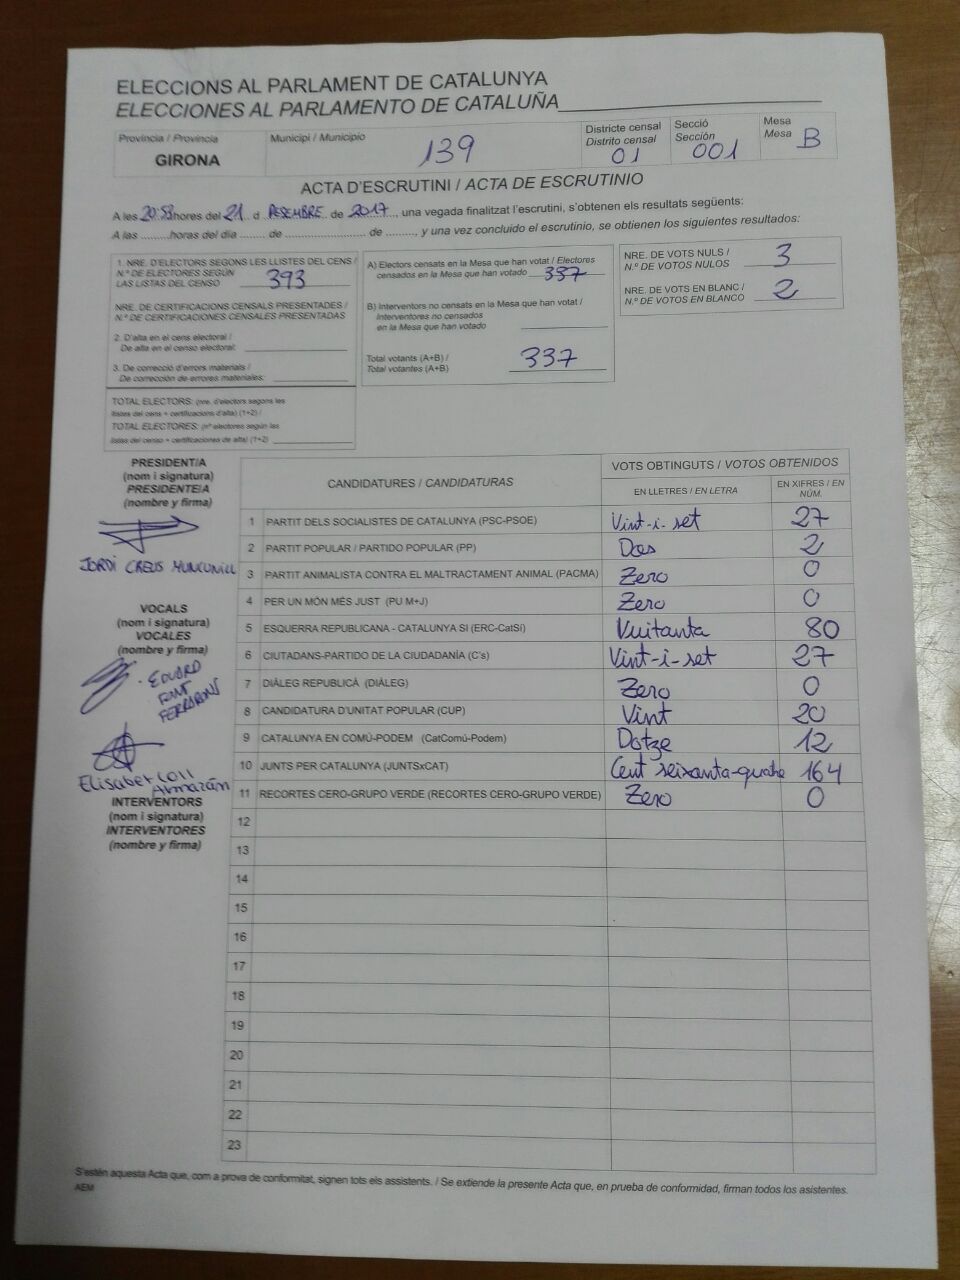 ELECCIONS AL PARLAMENT DE CATALUNYA
ELECCIONES AL PARLAMENTO DE CATALUÑA
Província / Provincia
GIRONA
Municipi / Municipio
139
Districte censal
Distrito censal
01
Secció
Sección
001
Mesa
Mesa
B
ACTA D'ESCRUTINI / ACTA DE ESCRUTINIO
A les 20:53 hores del 21 d DESEMBRE de 2017, una vegada finalitzat l'escrutini, s'obtenen els resultats següents:
A las .........horas del día ......... de ......................... de ........., y una vez concluido el escrutinio, se obtienen los siguientes resultados:
1. NRE. D'ELECTORS SEGONS LES LLISTES DEL CENS /
N.º DE ELECTORES SEGÚN
LAS LISTAS DEL CENSO 393
NRE. DE CERTIFICACIONS CENSALS PRESENTADES /
N.º DE CERTIFICACIONES CENSALES PRESENTADAS
2. D'alta en el cens electoral /
De alta en el censo electoral:
3. De correcció d'errors materials /
De corrección de errores materiales:
TOTAL ELECTORS: (nre. d'electors segons les
llistes del cens + certificacions d'alta) (1+2) /
TOTAL ELECTORES: (nº electores según las
listas del censo + certificaciones de alta) (1+2)
A) Electors censats en la Mesa que han votat / Electores
censados en la Mesa que han votado 337
B) Interventors no censats en la Mesa que han votat /
Interventores no censados
en la Mesa que han votado
Total votants (A+B) /
Total votantes (A+B) 337
NRE. DE VOTS NULS /
N.º DE VOTOS NULOS 3
NRE. DE VOTS EN BLANC /
N.º DE VOTOS EN BLANCO 2
PRESIDENT/A
(nom i signatura)
PRESIDENTE/A
(nombre y firma)
JORDI CREUS MUNCUNILL
VOCALS
(nom i signatura)
VOCALES
(nombre y firma)
EDUARD
FONT
FERRARONS
Elisabet Coll
Almazán
INTERVENTORS
(nom i signatura)
INTERVENTORES
(nombre y firma)
CANDIDATURES / CANDIDATURAS
VOTS OBTINGUTS / VOTOS OBTENIDOS
EN LLETRES / EN LETRA
EN XIFRES / EN NÚM.
1 PARTIT DELS SOCIALISTES DE CATALUNYA (PSC-PSOE) Vint-i-set 27
2 PARTIT POPULAR / PARTIDO POPULAR (PP) Dos 2
3 PARTIT ANIMALISTA CONTRA EL MALTRACTAMENT ANIMAL (PACMA) Zero 0
4 PER UN MÓN MÉS JUST (PU M+J) Zero 0
5 ESQUERRA REPUBLICANA - CATALUNYA SI (ERC-CatSí) Vuitanta 80
6 CIUTADANS-PARTIDO DE LA CIUDADANÍA (C's) Vint-i-set 27
7 DIÀLEG REPUBLICÀ (DIÀLEG) Zero 0
8 CANDIDATURA D'UNITAT POPULAR (CUP) Vint 20
9 CATALUNYA EN COMÚ-PODEM (CatComú-Podem) Dotze 12
10 JUNTS PER CATALUNYA (JUNTSxCAT) Cent seixanta-quatre 164
11 RECORTES CERO-GRUPO VERDE (RECORTES CERO-GRUPO VERDE) Zero 0
12
13
14
15
16
17
18
19
20
21
22
23
S'estén aquesta Acta que, com a prova de conformitat, signen tots els assistents. / Se extiende la presente Acta que, en prueba de conformidad, firman todos los asistentes.
AEM